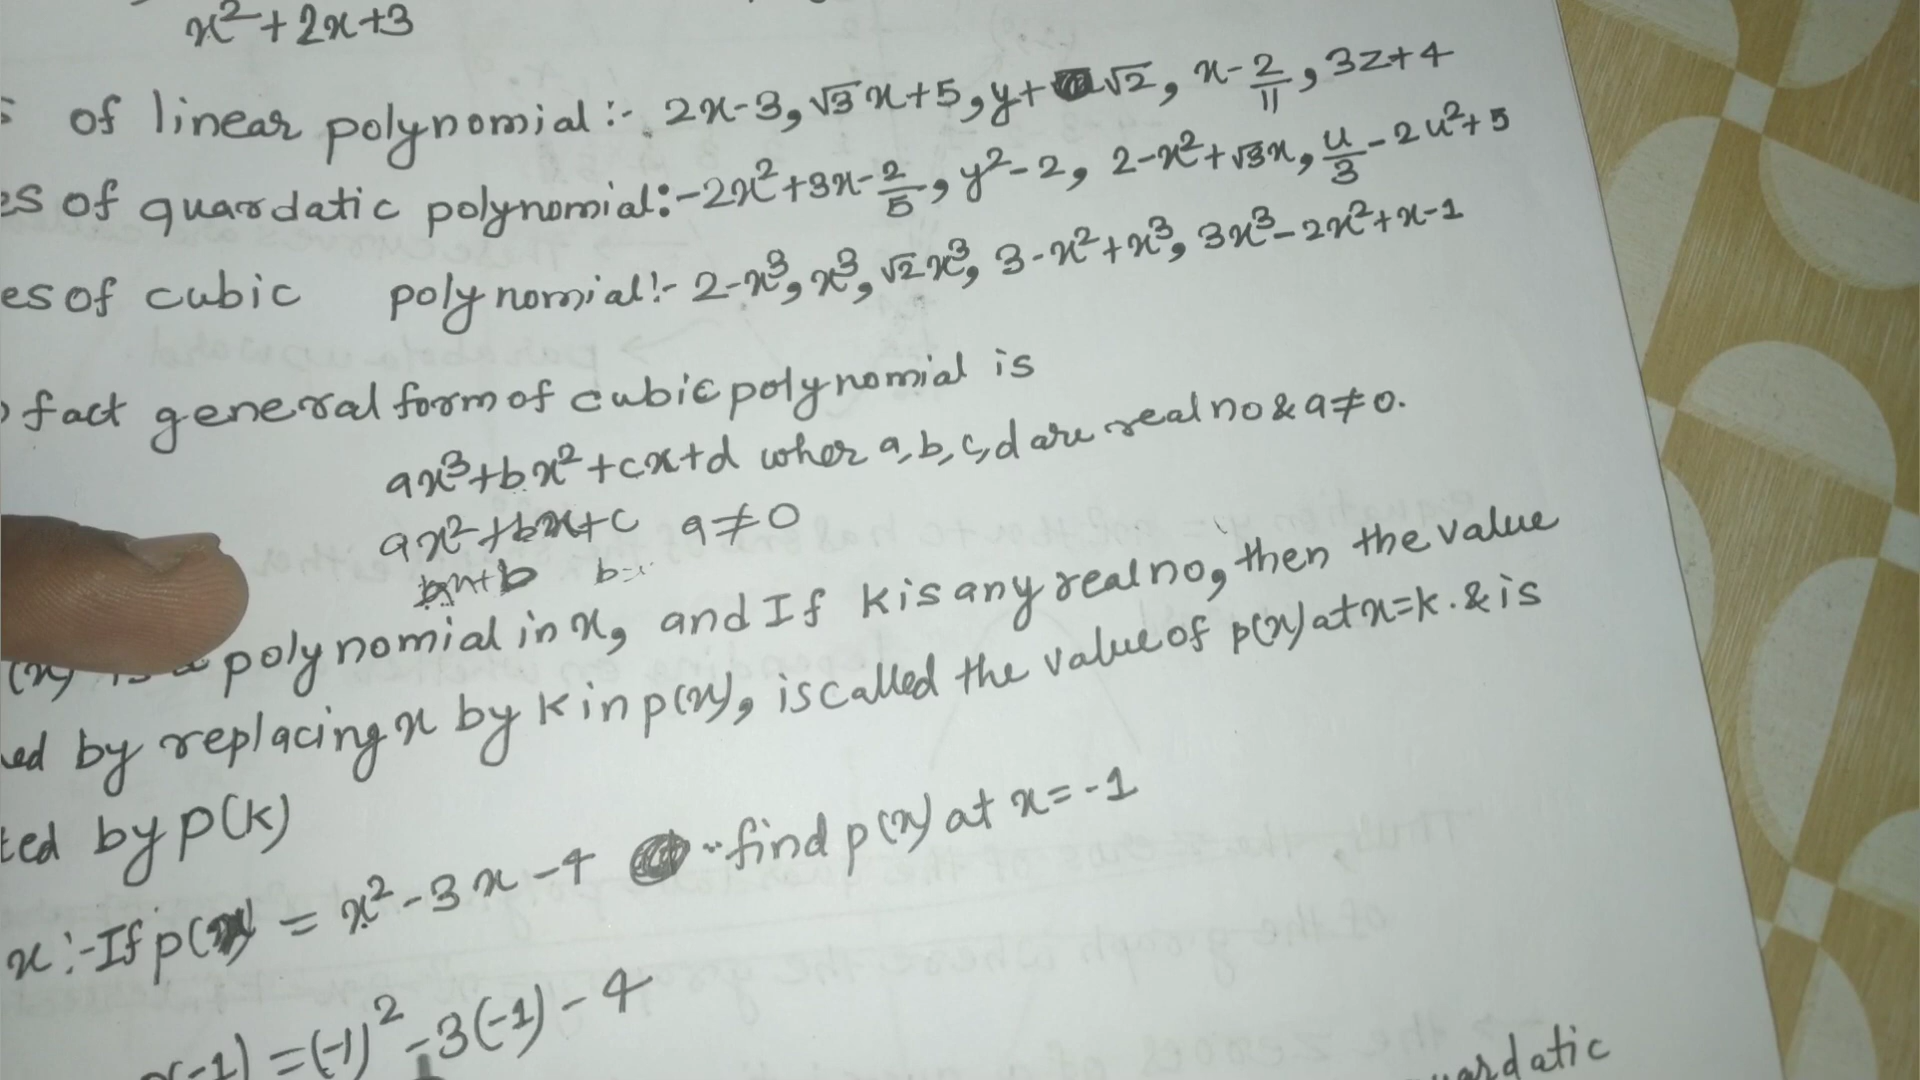 x²+2x+3
of linear polynomial :- 2x-3, √3x+5, y+√2, x-2/11, 3z+4
es of quardatic polynomial:- 2x²+3x-2/5, y²-2, 2-x²+√3x, u/3-2u²+5
es of cubic polynomial:- 2-x³, x³, √2x³, 3-x²+x³, 3x³-2x²+x-1
fact general form of cubic polynomial is
ax³+bx²+cx+d wher a,b,c,d are real no & a≠0.
ax²+bx+c a≠0
polynomial in x, and If k is any real no, then the value
ed by replacing x by k in p(x), is called the value of p(x) at x=k. & is
ted by p(k)
x:- If p(x) = x²-3x-4 find p(x) at x=-1
(-1) = (-1)²-3(-1)-4
ardatic